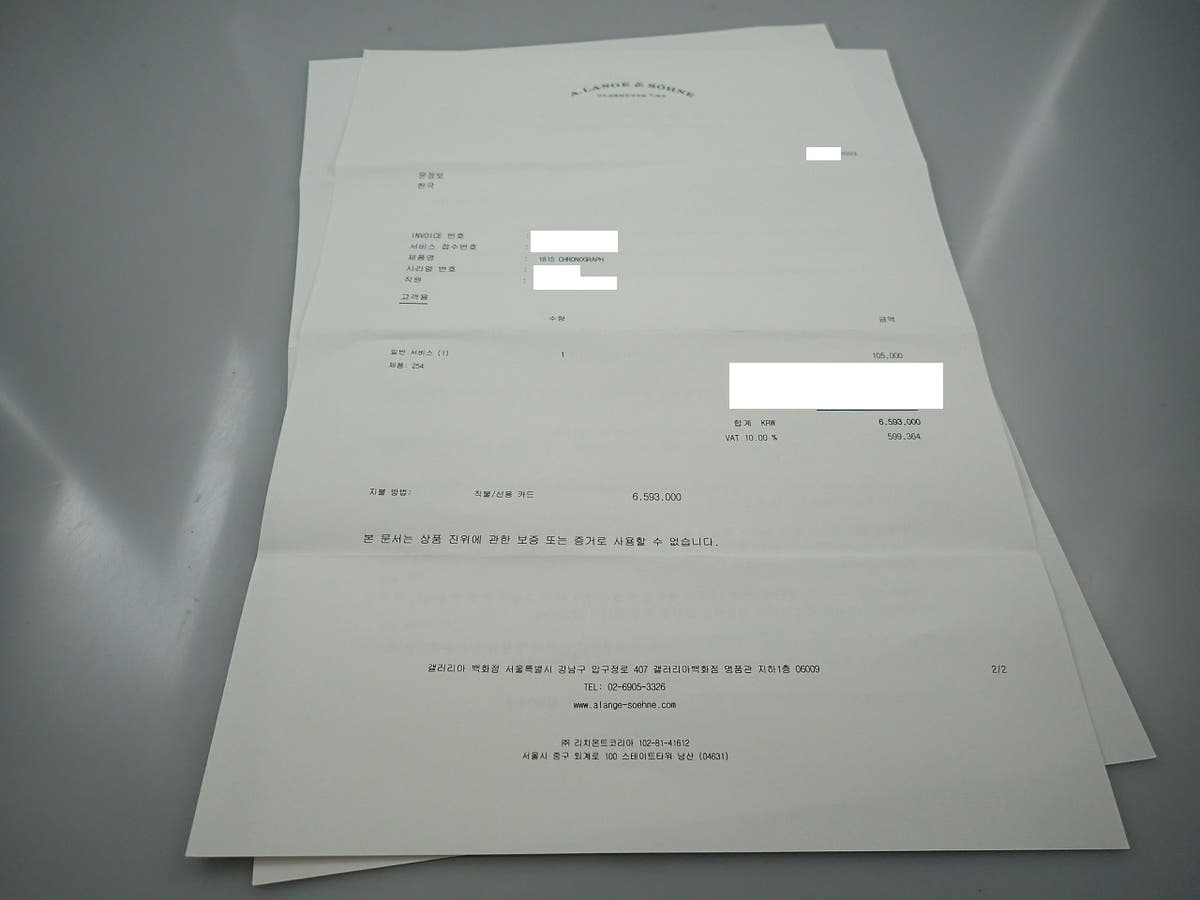 A. LANGE & SÖHNE
GLASHÜTTE I/SA
문정보
한국
INVOICE 번호 :
서비스 접수번호 :
제품명 : 1815 CHRONOGRAPH
시리얼 번호 :
직원 :
고객용
수량 금액
일반 서비스 (1) 1 105,000
제품: 254
합계 KRW 6,593,000
VAT 10.00 % 599,364
지불 방법: 직불/신용 카드 6,593,000
본 문서는 상품 진위에 관한 보증 또는 증거로 사용할 수 없습니다.
갤러리아 백화점 서울특별시 강남구 압구정로 407 갤러리아백화점 명품관 지하1층 06009 2/2
TEL: 02-6905-3326
www.alange-soehne.com
㈜ 리치몬트코리아 102-81-41612
서울시 중구 퇴계로 100 스테이트타워 남산 (04631)